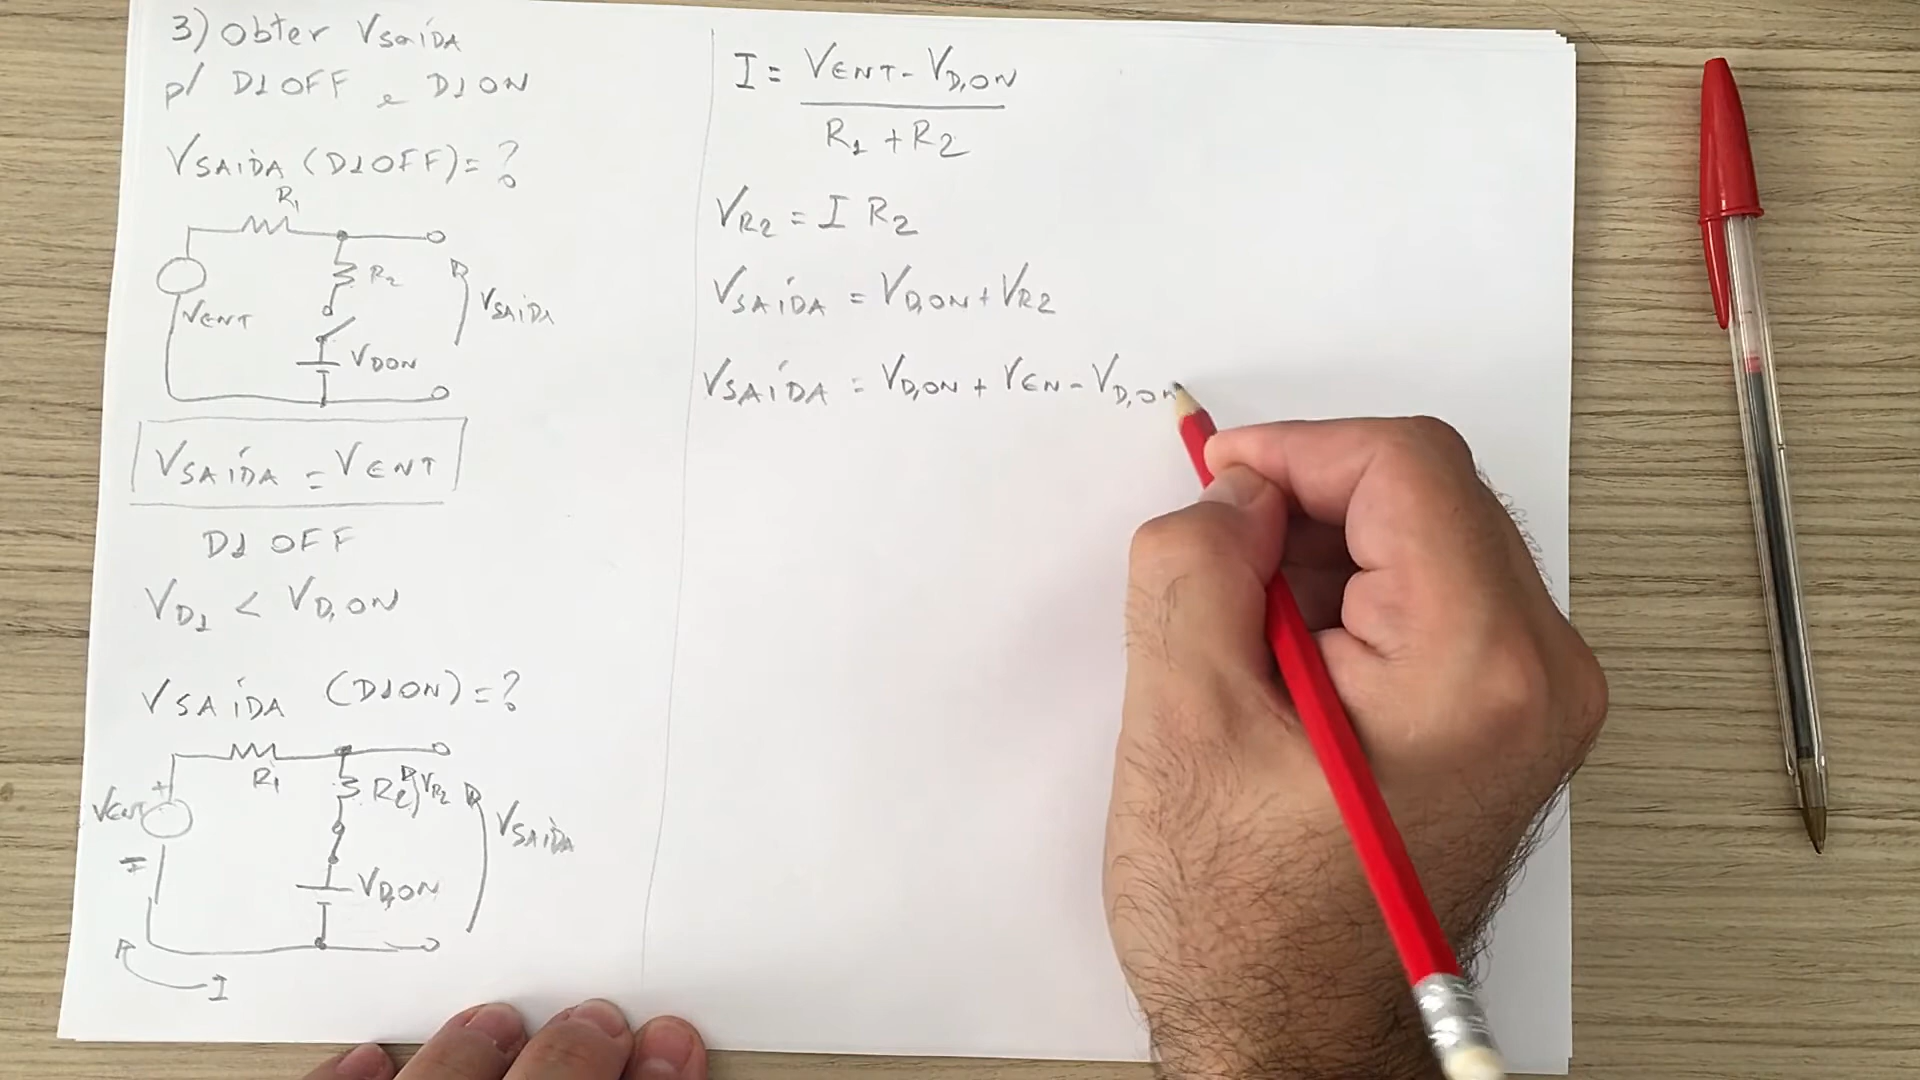 3) Obter Vsaída
p/ D1 OFF e D1 ON
VSAÍDA (D1 OFF) = ?
R1
R2
VENT
VSAÍDA
VDON
VSAÍDA = VENT
D1 OFF
VD1 < VD,ON
VSAÍDA (D1 ON) = ?
R1
R2
VR2
+
VENT
VSAÍDA
I
VD,ON
I
I = VENT - VD,ON
R1 + R2
VR2 = I R2
VSAÍDA = VD,ON + VR2
VSAÍDA = VD,ON + VEN - VD,ON